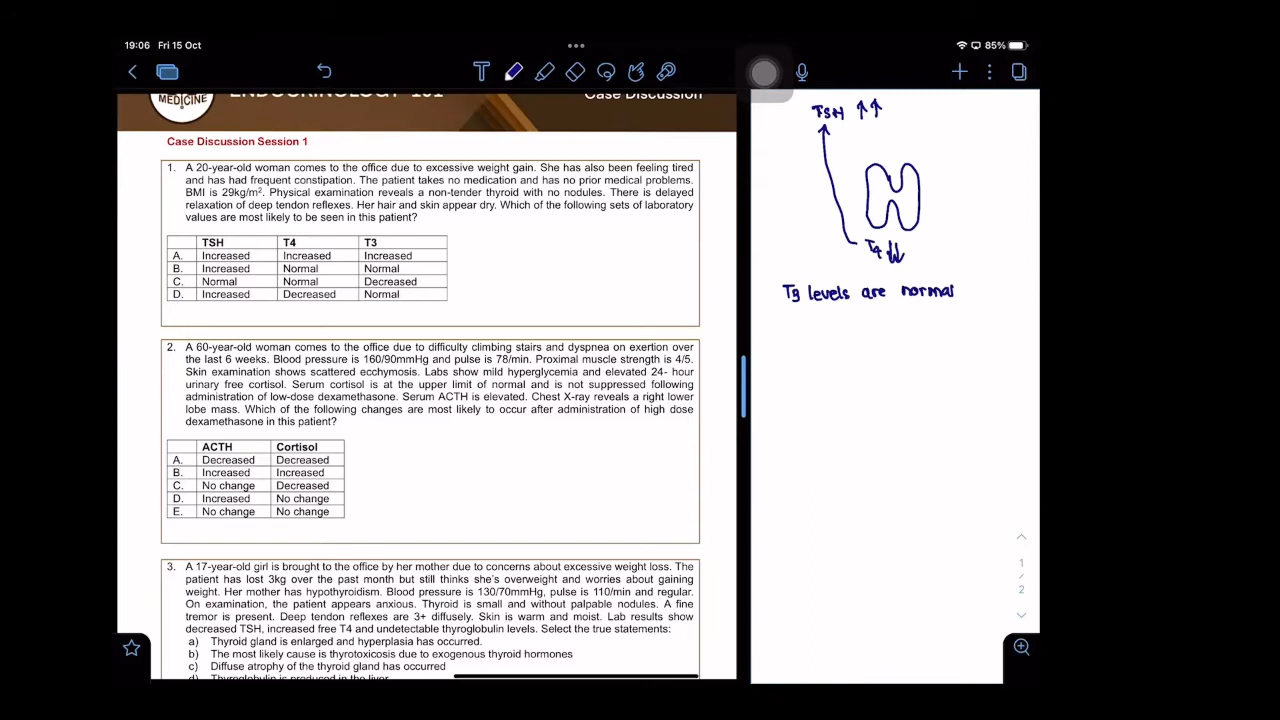 19:06 Fri 15 Oct
85%
MEDICINE
ENDOCRINOLOGY 101
Case Discussion
Case Discussion Session 1
1. A 20-year-old woman comes to the office due to excessive weight gain. She has also been feeling tired
and has had frequent constipation. The patient takes no medication and has no prior medical problems.
BMI is 29kg/m². Physical examination reveals a non-tender thyroid with no nodules. There is delayed
relaxation of deep tendon reflexes. Her hair and skin appear dry. Which of the following sets of laboratory
values are most likely to be seen in this patient?
TSH T4 T3
A. Increased Increased Increased
B. Increased Normal Normal
C. Normal Normal Decreased
D. Increased Decreased Normal
2. A 60-year-old woman comes to the office due to difficulty climbing stairs and dyspnea on exertion over
the last 6 weeks. Blood pressure is 160/90mmHg and pulse is 78/min. Proximal muscle strength is 4/5.
Skin examination shows scattered ecchymosis. Labs show mild hyperglycemia and elevated 24- hour
urinary free cortisol. Serum cortisol is at the upper limit of normal and is not suppressed following
administration of low-dose dexamethasone. Serum ACTH is elevated. Chest X-ray reveals a right lower
lobe mass. Which of the following changes are most likely to occur after administration of high dose
dexamethasone in this patient?
ACTH Cortisol
A. Decreased Decreased
B. Increased Increased
C. No change Decreased
D. Increased No change
E. No change No change
3. A 17-year-old girl is brought to the office by her mother due to concerns about excessive weight loss. The
patient has lost 3kg over the past month but still thinks she's overweight and worries about gaining
weight. Her mother has hypothyroidism. Blood pressure is 130/70mmHg, pulse is 110/min and regular.
On examination, the patient appears anxious. Thyroid is small and without palpable nodules. A fine
tremor is present. Deep tendon reflexes are 3+ diffusely. Skin is warm and moist. Lab results show
decreased TSH, increased free T4 and undetectable thyroglobulin levels. Select the true statements:
a) Thyroid gland is enlarged and hyperplasia has occurred.
b) The most likely cause is thyrotoxicosis due to exogenous thyroid hormones
c) Diffuse atrophy of the thyroid gland has occurred
d) Thyroglobulin is produced in the liver
TSH ↑↑
T4 ↓↓
T3 levels are normal
1
/
2